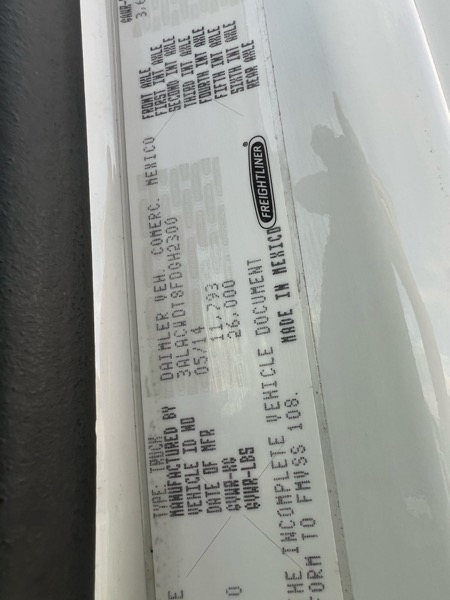 TYPE: TRUCK
MANUFACTURED BY DAIMLER VEH. COMERC. MEXICO
VEHICLE ID NO 3ALACWDT8FDGH2300
DATE OF MFR 05/14
GVWR-KG 11,793
GVWR-LBS 26,000
FRONT AXLE
FIRST INT AXLE
SECOND INT AXLE
THIRD INT AXLE
FOURTH INT AXLE
FIFTH INT AXLE
SIXTH INT AXLE
REAR AXLE
FREIGHTLINER®
HE INCOMPLETE VEHICLE DOCUMENT
FORM TO FMVSS 108.
MADE IN MEXICO